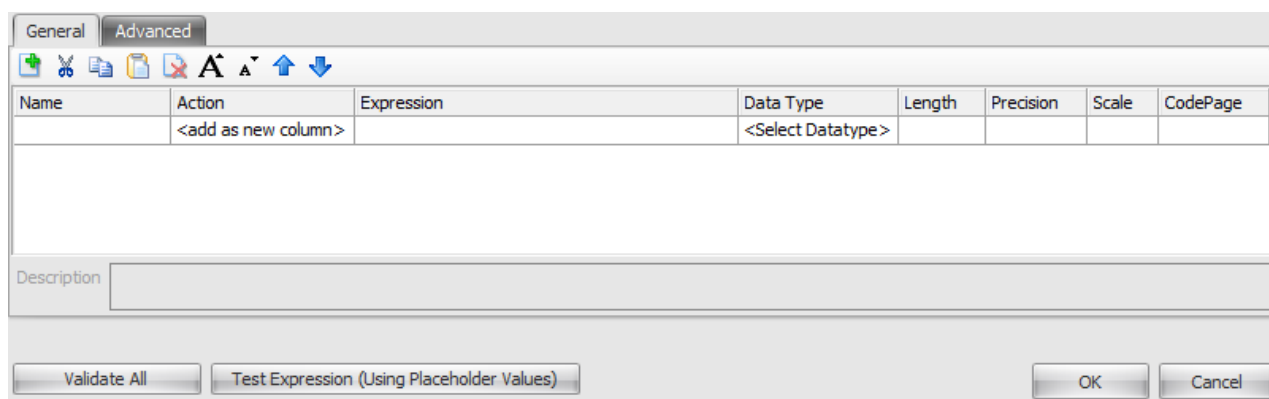 General Advanced
Name Action Expression Data Type Length Precision Scale CodePage
<add as new column> <Select Datatype>
Description
Validate All Test Expression (Using Placeholder Values) OK Cancel